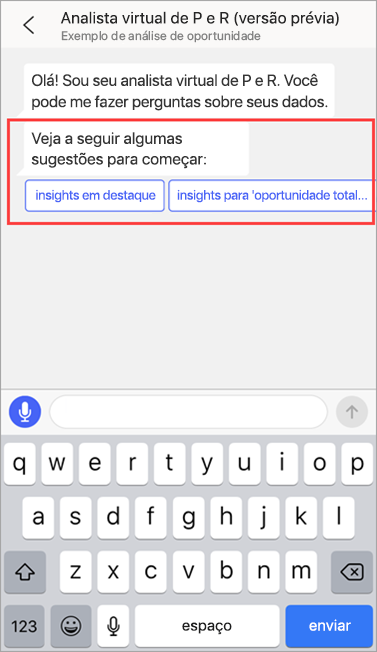 Analista virtual de P e R (versão prévia)
Exemplo de análise de oportunidade
Olá! Sou seu analista virtual de P e R. Você
pode me fazer perguntas sobre seus dados.
Veja a seguir algumas
sugestões para começar:
insights em destaque
insights para 'oportunidade total...
q w e r t y u i o p
a s d f g h j k l
z x c v b n m
123 espaço enviar